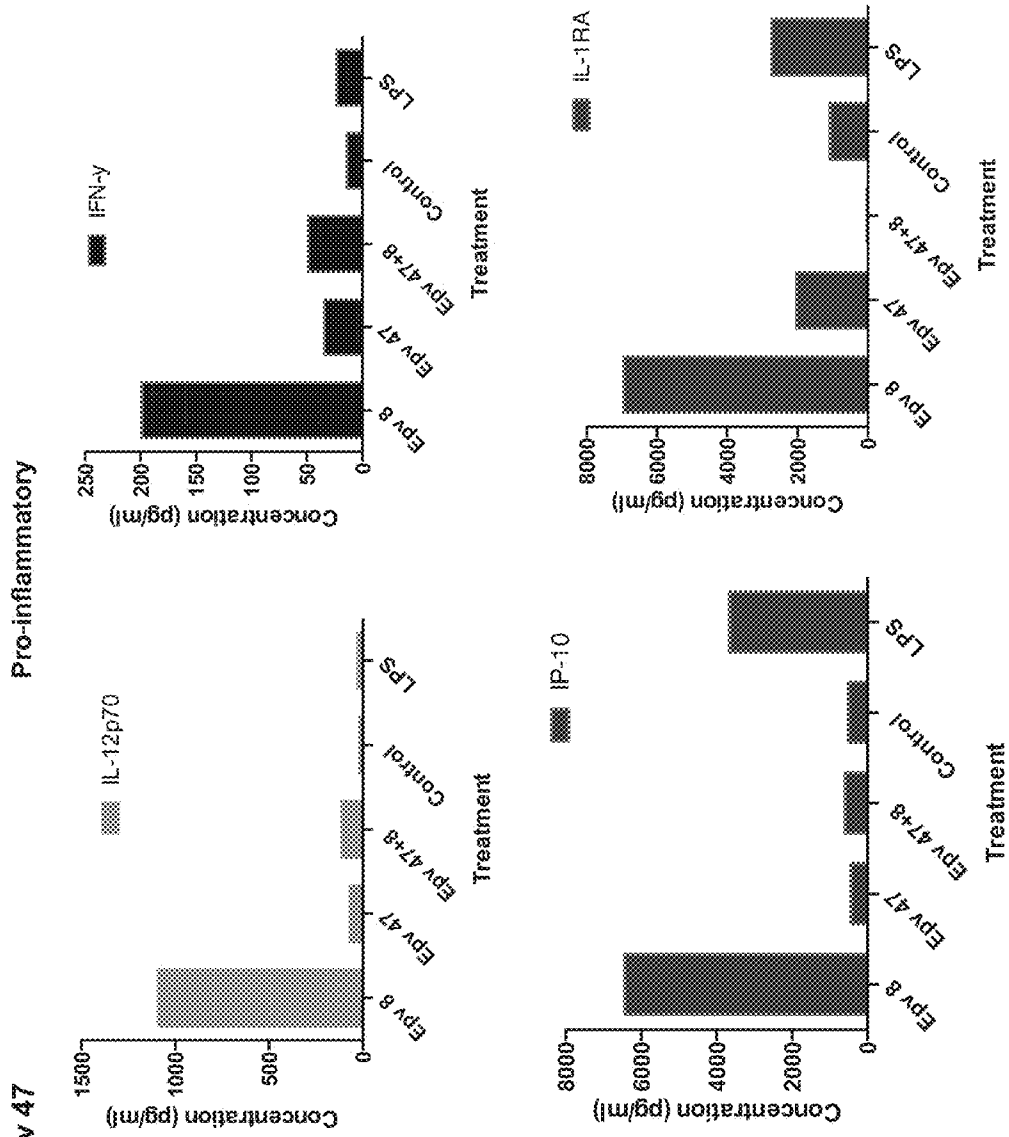 v 47
Pro-inflammatory
IL-12p70
Concentration (pg/ml)
1500
1000
500
0
Epv 8
Epv 47
Epv 47+8
Control
LPS
Treatment
IFN-y
Concentration (pg/ml)
250
200
150
100
50
0
Epv 8
Epv 47
Epv 47+8
Control
LPS
Treatment
IP-10
Concentration (pg/ml)
8000
6000
4000
2000
0
Epv 8
Epv 47
Epv 47+8
Control
LPS
Treatment
IL-1RA
Concentration (pg/ml)
8000
6000
4000
2000
0
Epv 8
Epv 47
Epv 47+8
Control
LPS
Treatment